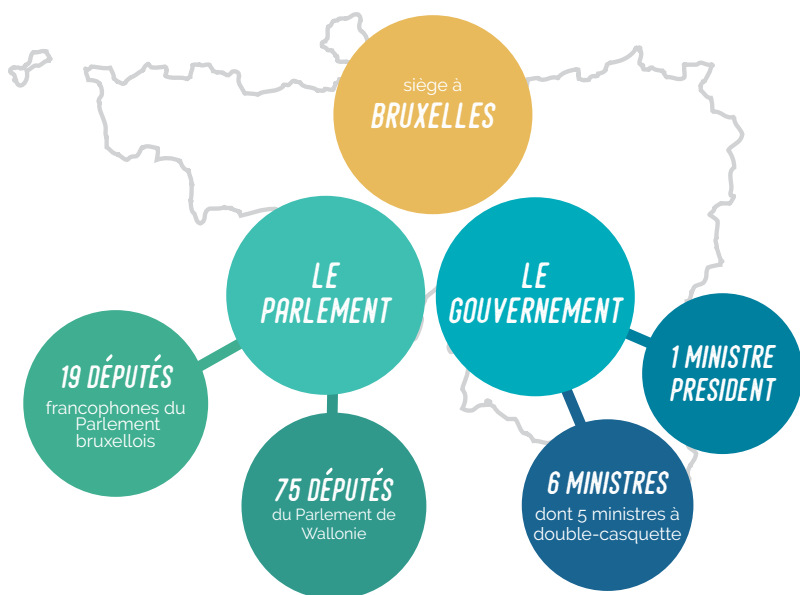 siège à
BRUXELLES
LE
PARLEMENT
LE
GOUVERNEMENT
19 DÉPUTÉS
francophones du
Parlement
bruxellois
75 DÉPUTÉS
du Parlement de
Wallonie
6 MINISTRES
dont 5 ministres à
double-casquette
1 MINISTRE
PRESIDENT